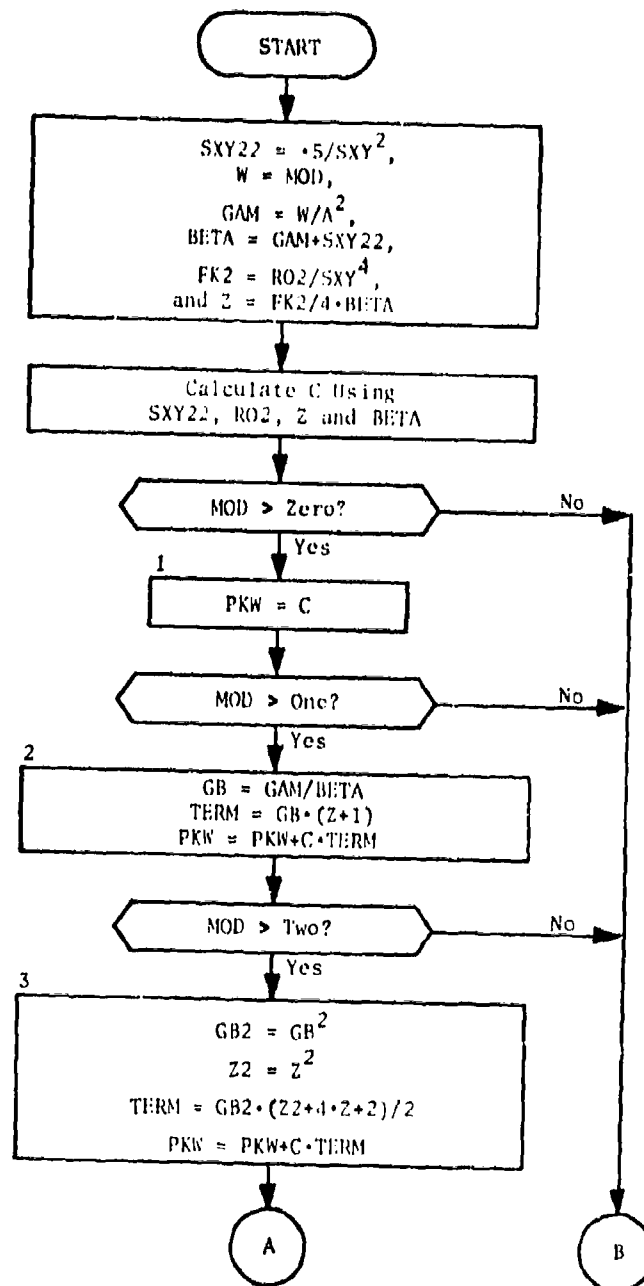 START
SXY22 = .5/SXY²,
W = MOD,
GAM = W/A²,
BETA = GAM+SXY22,
FK2 = RO2/SXY⁴,
and Z = FK2/4·BETA
Calculate C Using
SXY22, RO2, Z and BETA
MOD > Zero?
No
Yes
1
PKW = C
MOD > One?
No
Yes
2
GB = GAM/BETA
TERM = GB·(Z+1)
PKW = PKW+C·TERM
MOD > Two?
No
Yes
3
GB2 = GB²
Z2 = Z²
TERM = GB2·(Z2+4·Z+2)/2
PKW = PKW+C·TERM
A
B